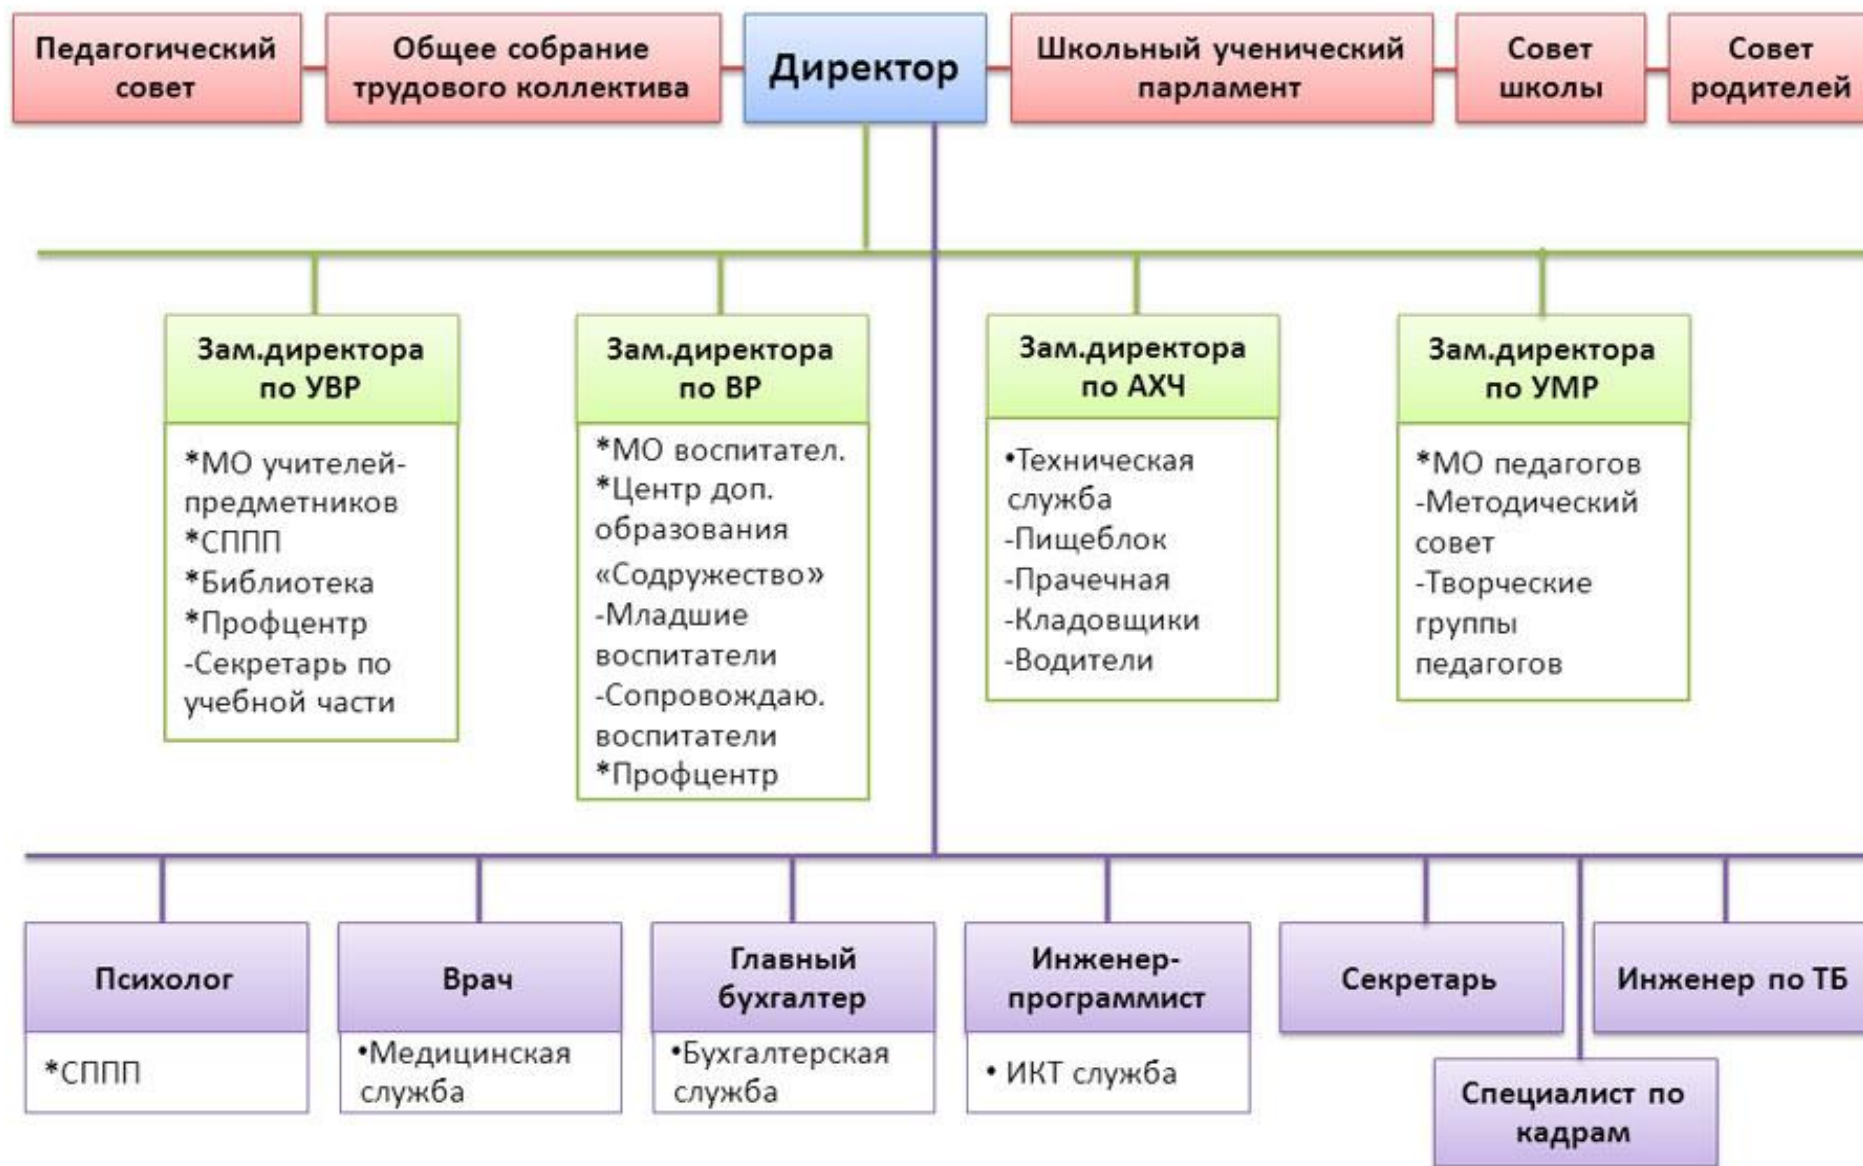 Педагогический
совет
Общее собрание
трудового коллектива
Директор
Школьный ученический
парламент
Совет
школы
Совет
родителей
Зам.директора
по УВР
*МО учителей-
предметников
*СППП
*Библиотека
*Профцентр
-Секретарь по
учебной части
Зам.директора
по ВР
*МО воспитател.
*Центр доп.
образования
«Содружество»
-Младшие
воспитатели
-Сопровождаю.
воспитатели
*Профцентр
Зам.директора
по АХЧ
•Техническая
служба
-Пищеблок
-Прачечная
-Кладовщики
-Водители
Зам.директора
по УМР
*МО педагогов
-Методический
совет
-Творческие
группы
педагогов
Психолог
*СППП
Врач
•Медицинская
служба
Главный
бухгалтер
•Бухгалтерская
служба
Инженер-
программист
• ИКТ служба
Секретарь
Инженер по ТБ
Специалист по
кадрам